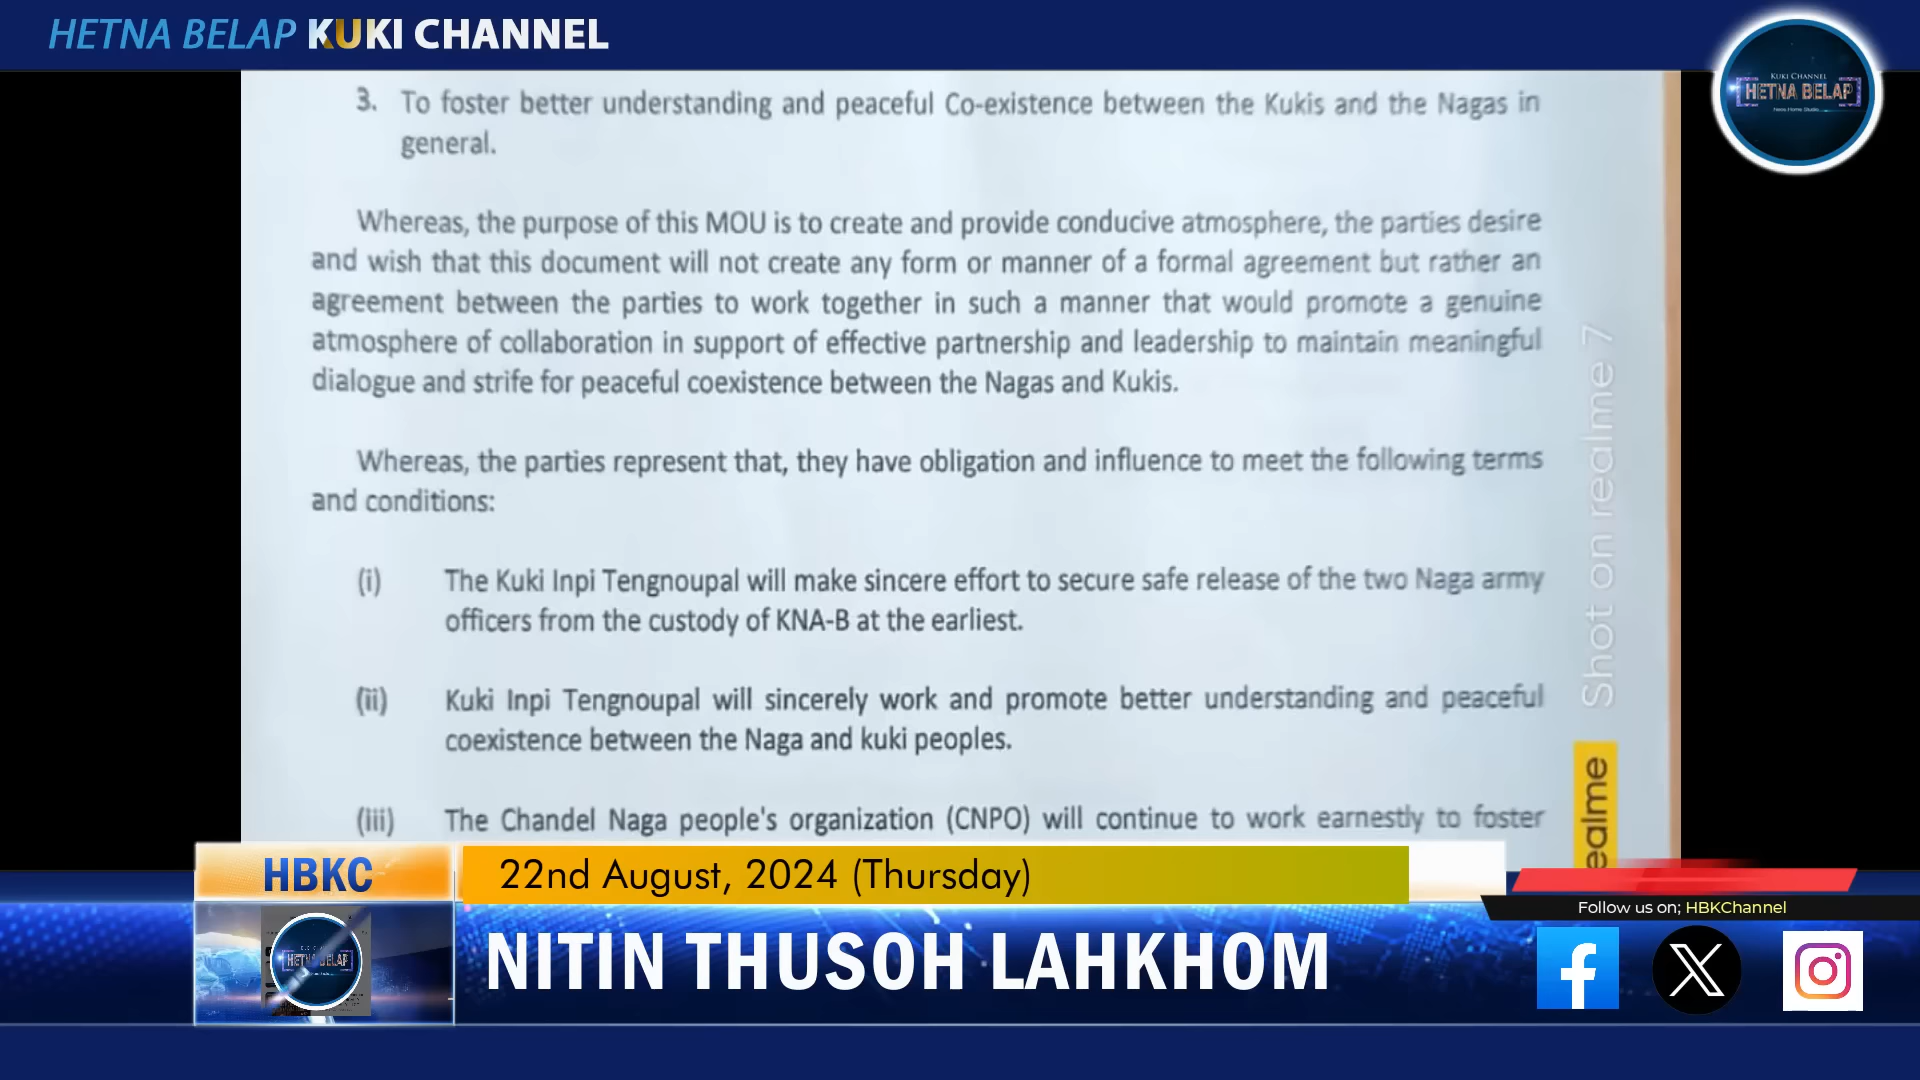 HETNA BELAP KUKI CHANNEL
KUKI CHANNEL
HETNA BELAP
3. To foster better understanding and peaceful Co-existence between the Kukis and the Nagas in
general.
Whereas, the purpose of this MOU is to create and provide conducive atmosphere, the parties desire
and wish that this document will not create any form or manner of a formal agreement but rather an
agreement between the parties to work together in such a manner that would promote a genuine
atmosphere of collaboration in support of effective partnership and leadership to maintain meaningful
dialogue and strife for peaceful coexistence between the Nagas and Kukis.
Whereas, the parties represent that, they have obligation and influence to meet the following terms
and conditions:
(i) The Kuki Inpi Tengnoupal will make sincere effort to secure safe release of the two Naga army
officers from the custody of KNA-B at the earliest.
(ii) Kuki Inpi Tengnoupal will sincerely work and promote better understanding and peaceful
coexistence between the Naga and kuki peoples.
(iii) The Chandel Naga people's organization (CNPO) will continue to work earnestly to foster
Shot on realme 7
ealme
HBKC
22nd August, 2024 (Thursday)
NITIN THUSOH LAHKHOM
Follow us on; HBKChannel